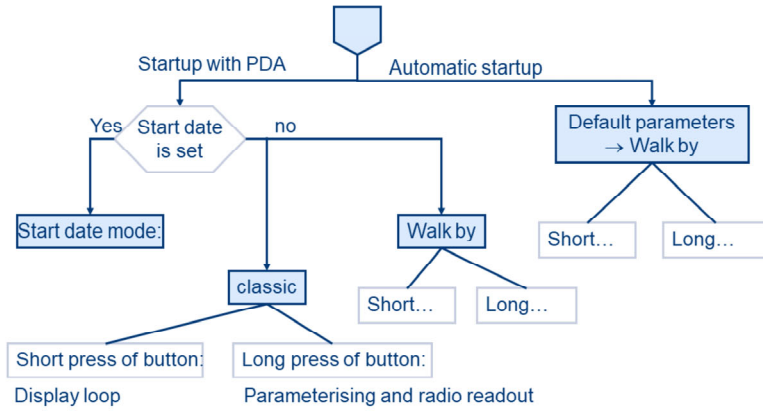 Startup with PDA
Automatic startup
Yes
Start date
is set
no
Default parameters
→ Walk by
Start date mode:
Walk by
Short…
Long…
classic
Short…
Long…
Short press of button:
Long press of button:
Display loop
Parameterising and radio readout